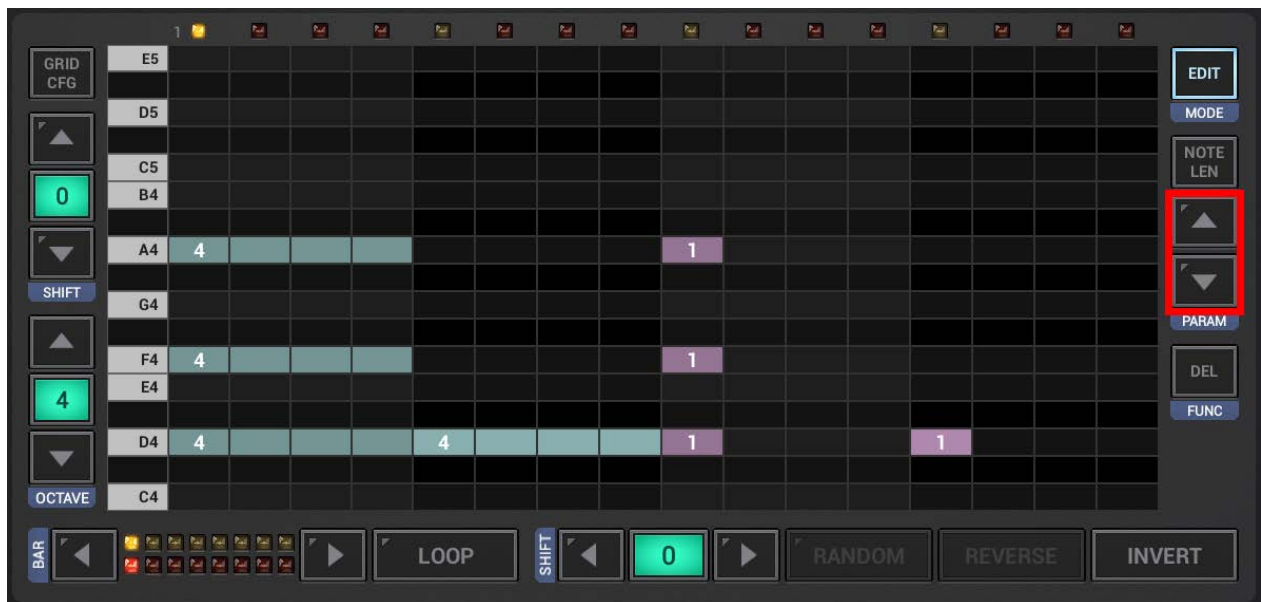 1
GRID
CFG
E5
EDIT
D5
MODE
C5
NOTE
LEN
0
B4
A4 4 1
SHIFT
G4
PARAM
F4 4 1
DEL
4
E4
FUNC
D4 4 4 1 1
OCTAVE
C4
BAR
LOOP
SHIFT
0
RANDOM
REVERSE
INVERT